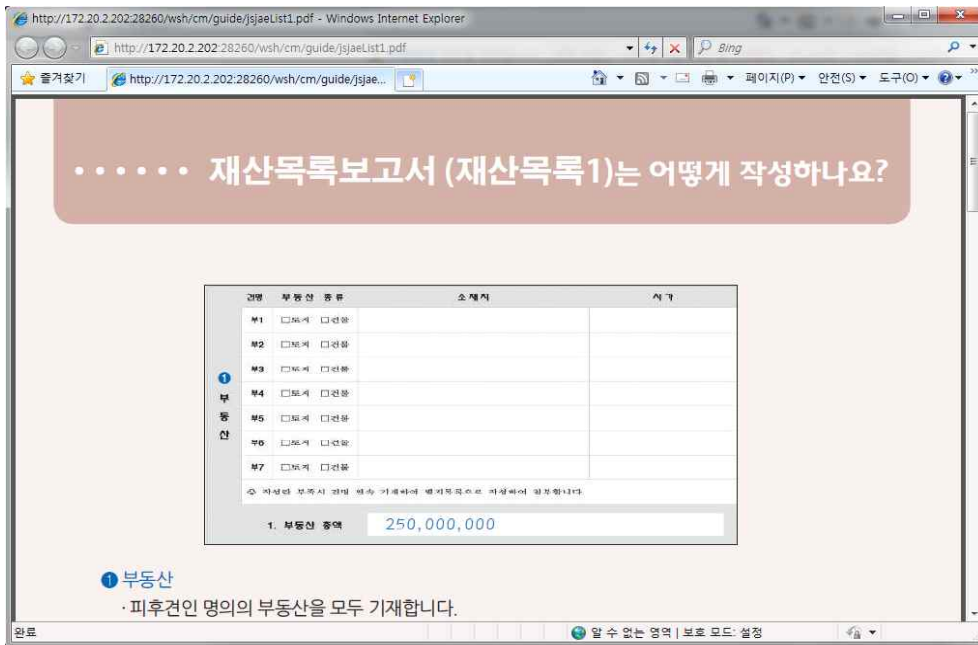 http://172.20.2.202:28260/wsh/cm/guide/jsjaeList1.pdf - Windows Internet Explorer
http://172.20.2.202:28260/wsh/cm/guide/jsjaeList1.pdf
Bing
즐겨찾기
http://172.20.2.202:28260/wsh/cm/guide/jsjae...
페이지(P)
안전(S)
도구(O)
...... 재산목록보고서 (재산목록1)는 어떻게 작성하나요?
건명 부동산 종류 소재지 시가
부1 □토지 □건물
부2 □토지 □건물
부3 □토지 □건물
부4 □토지 □건물
부5 □토지 □건물
부6 □토지 □건물
부7 □토지 □건물
❶ 부동산
1. 부동산 총액 250,000,000
❶ 부동산
·피후견인 명의의 부동산을 모두 기재합니다.
완료
알 수 없는 영역 | 보호 모드: 설정